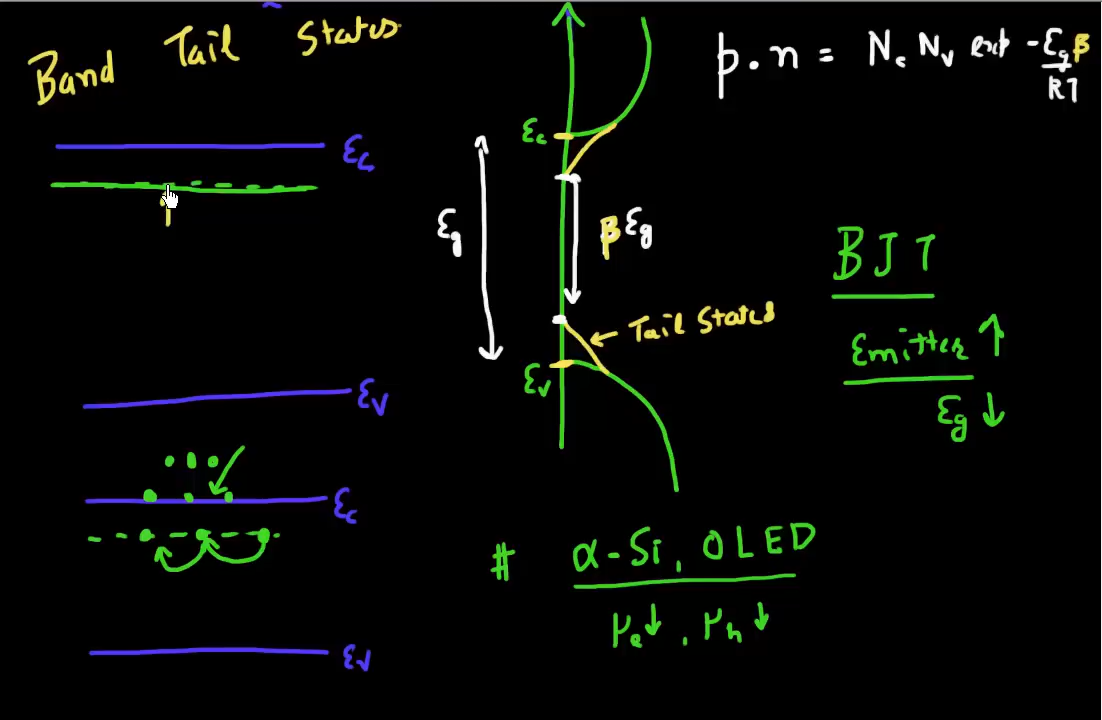 Band Tail States
p.n = Nc Nv exp -Egβ
KT
Ec
Ec
Eg
βEg
BJT
Tail States
Emitter ↑
Ev
Ev
Eg ↓
Ec
# α-Si, OLED
μe↓, μh↓
Ev